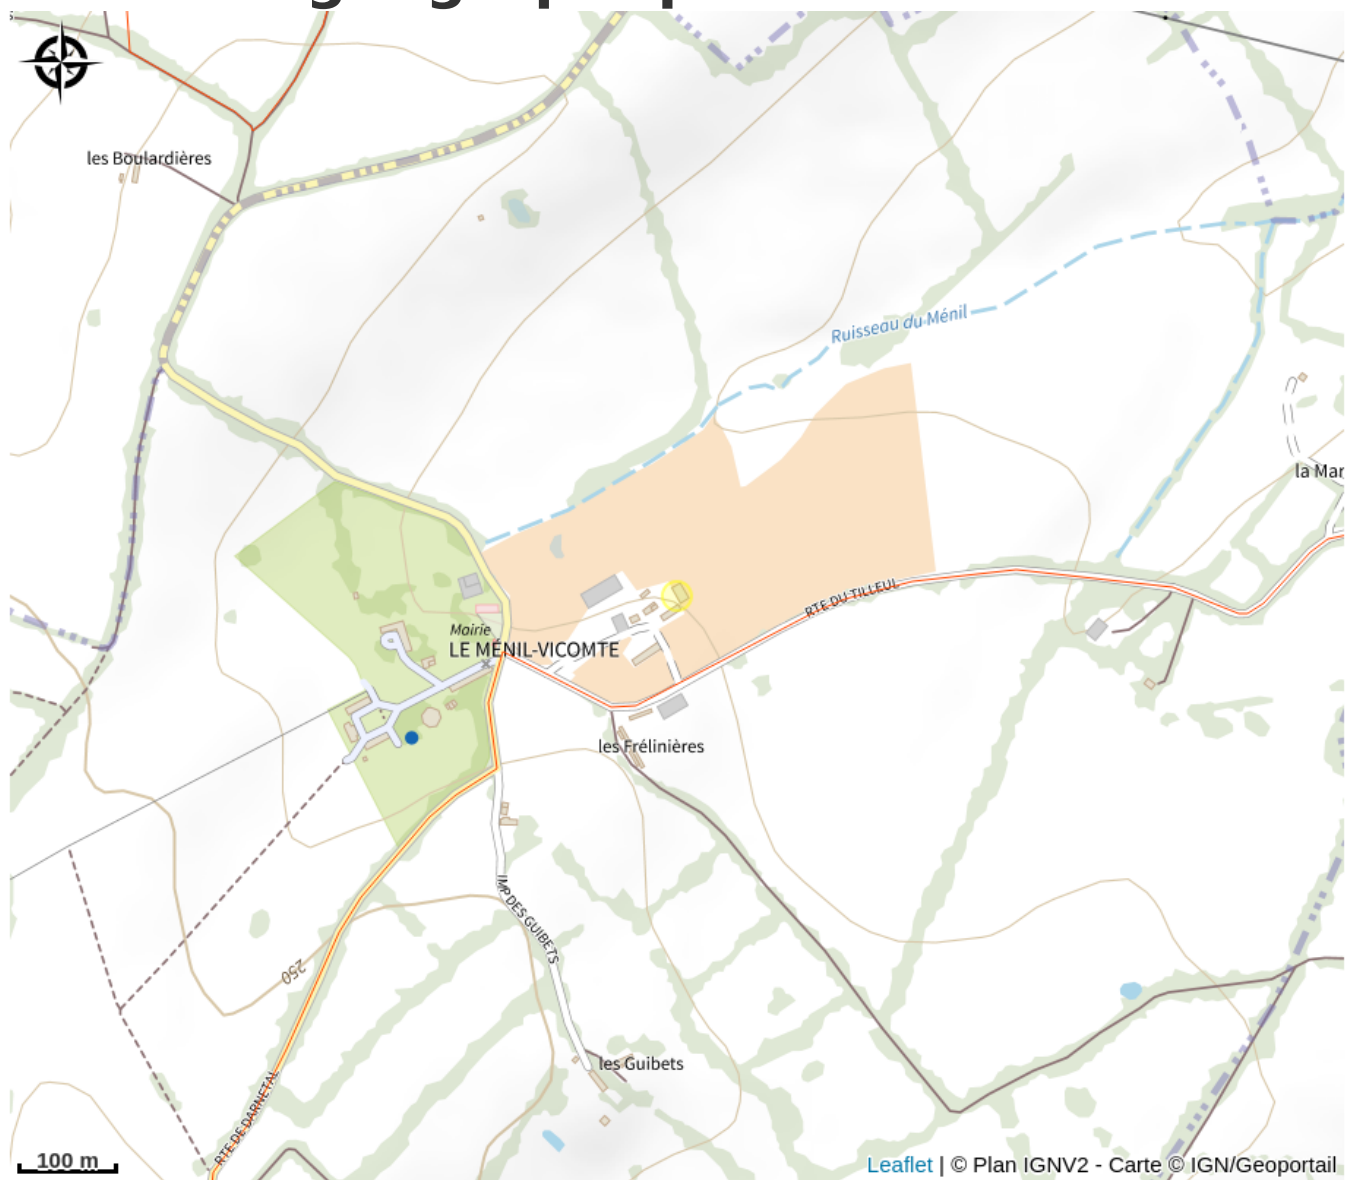 les Boulardières
Ruisseau du Ménil
la Mar
RTE DU TILLEUL
Mairie
LE MÉNIL-VICOMTE
les Frélinières
IMP DES GUIBETS
250
les Guibets
RTE DE DARNETAL
100 m
Leaflet | © Plan IGNV2 - Carte © IGN/Geoportail